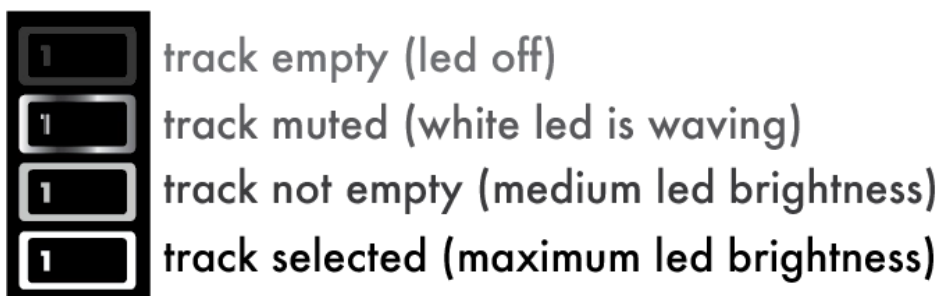 1 track empty (led off)
1 track muted (white led is waving)
1 track not empty (medium led brightness)
1 track selected (maximum led brightness)